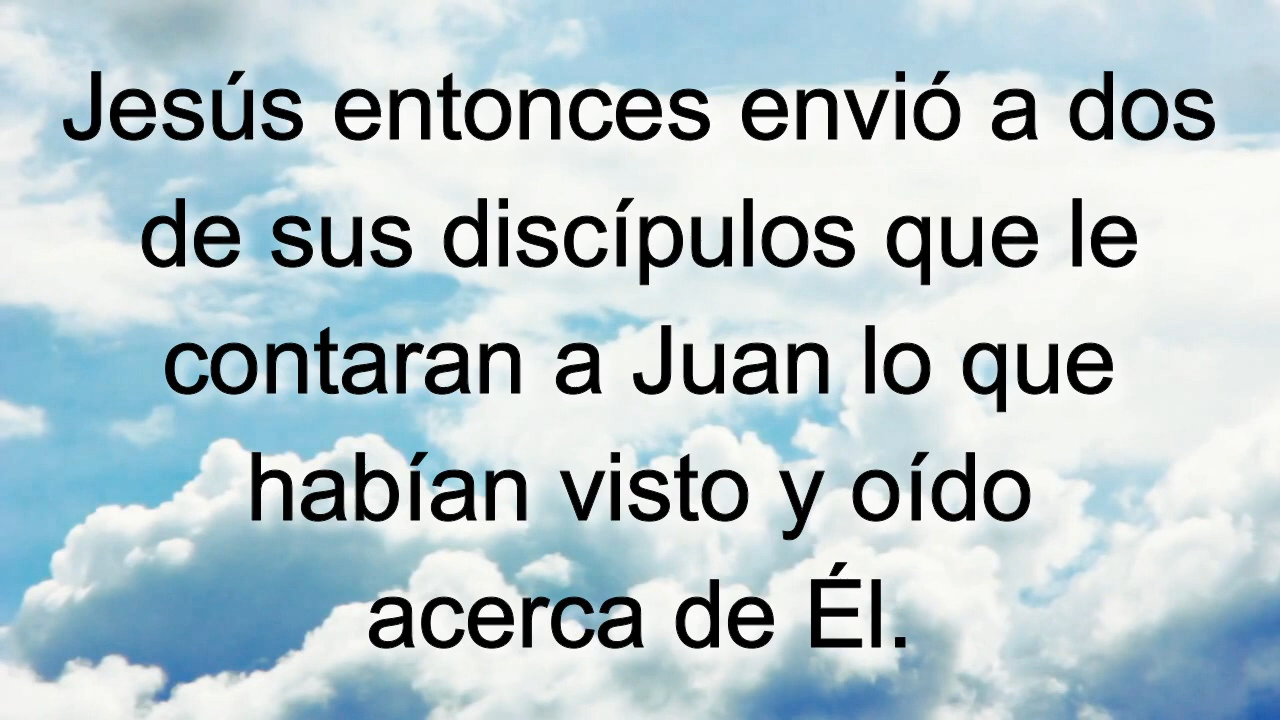 Jesús entonces envió a dos
de sus discípulos que le
contaran a Juan lo que
habían visto y oído
acerca de Él.